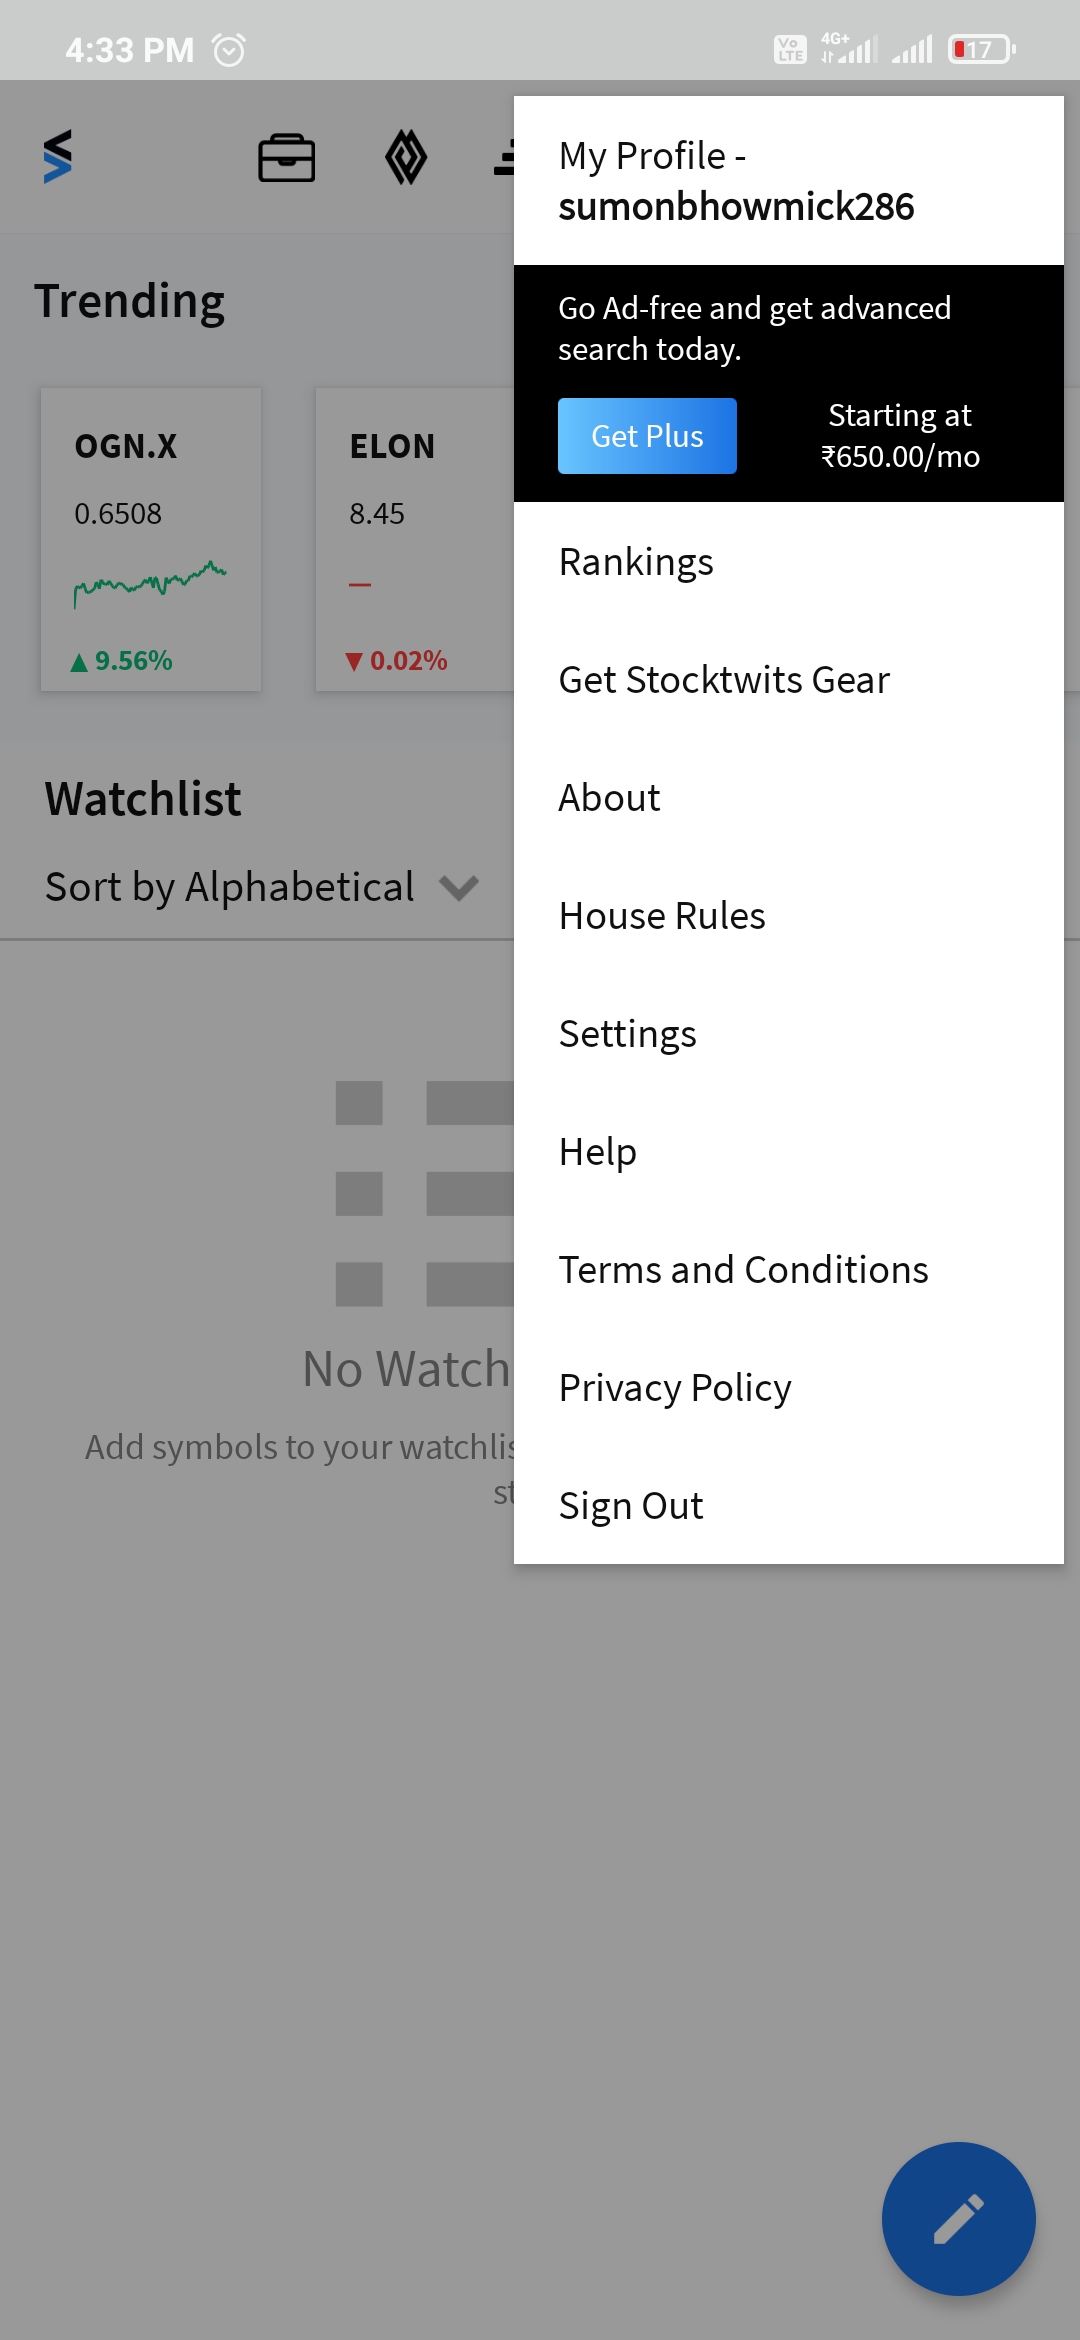 4:33 PM
Vo LTE
4G+
17
My Profile -
sumonbhowmick286
Go Ad-free and get advanced
search today.
Get Plus
Starting at
₹650.00/mo
Rankings
Get Stocktwits Gear
About
House Rules
Settings
Help
Terms and Conditions
Privacy Policy
Sign Out
Trending
OGN.X
0.6508
▲ 9.56%
ELON
8.45
▼ 0.02%
Watchlist
Sort by Alphabetical
No Watch
Add symbols to your watchlis
st